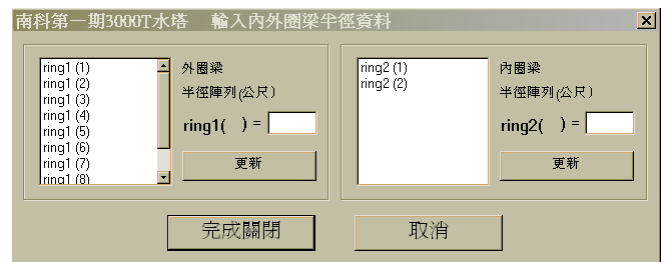 南科第一期3000T水塔 輸入內外圈梁半徑資料
ring1 (1)
ring1 (2)
ring1 (3)
ring1 (4)
ring1 (5)
ring1 (6)
ring1 (7)
ring1 (8)
外圈梁
半徑陣列(公尺)
ring1( ) =
更新
ring2 (1)
ring2 (2)
內圈梁
半徑陣列(公尺)
ring2( ) =
更新
完成關閉
取消